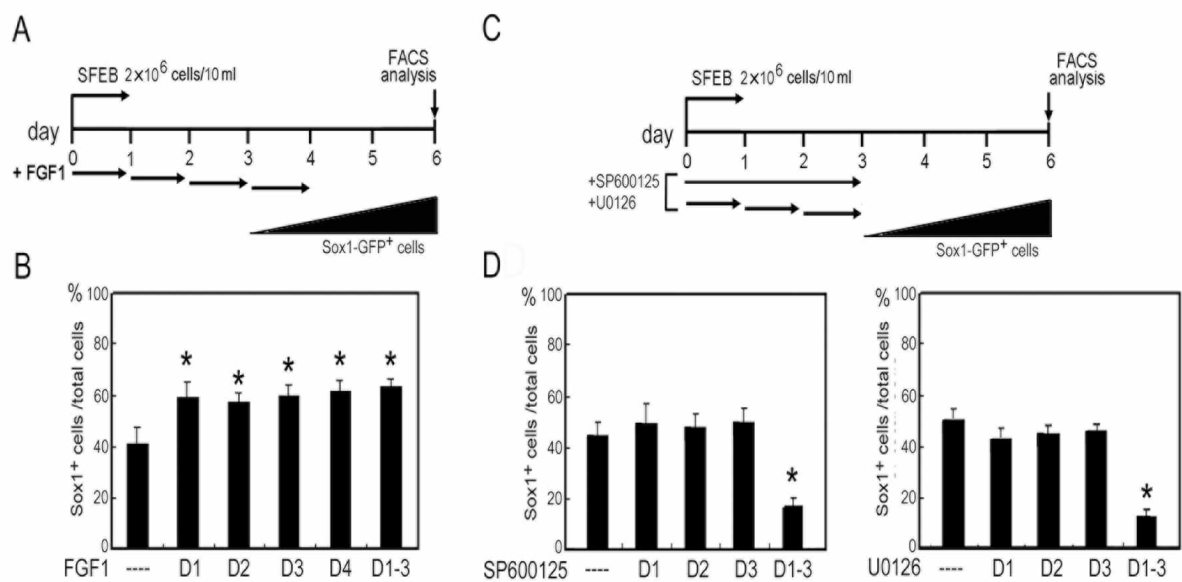 A
SFEB 2×10⁶ cells/10 ml
FACS
analysis
day
0 1 2 3 4 5 6
+ FGF1
Sox1-GFP⁺ cells
B
% 100
80
60
40
20
0
Sox1⁺ cells /total cells
* * * * *
FGF1 ---- D1 D2 D3 D4 D1-3
C
SFEB 2×10⁶ cells/10 ml
FACS
analysis
day
0 1 2 3 4 5 6
+SP600125
+U0126
Sox1-GFP⁺ cells
D
% 100
80
60
40
20
0
Sox1⁺ cells /total cells
*
SP600125 ---- D1 D2 D3 D1-3
% 100
80
60
40
20
0
Sox1⁺ cells /total cells
*
U0126 ---- D1 D2 D3 D1-3